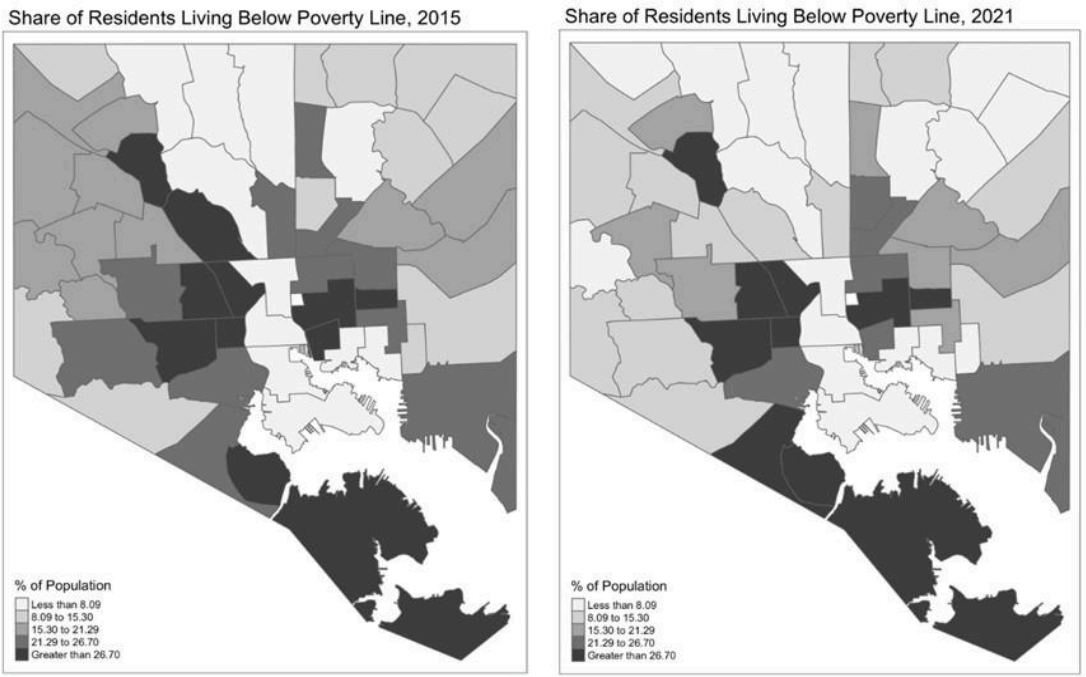 Share of Residents Living Below Poverty Line, 2015
% of Population
Less than 8.09
8.09 to 15.30
15.30 to 21.29
21.29 to 26.70
Greater than 26.70
Share of Residents Living Below Poverty Line, 2021
% of Population
Less than 8.09
8.09 to 15.30
15.30 to 21.29
21.29 to 26.70
Greater than 26.70